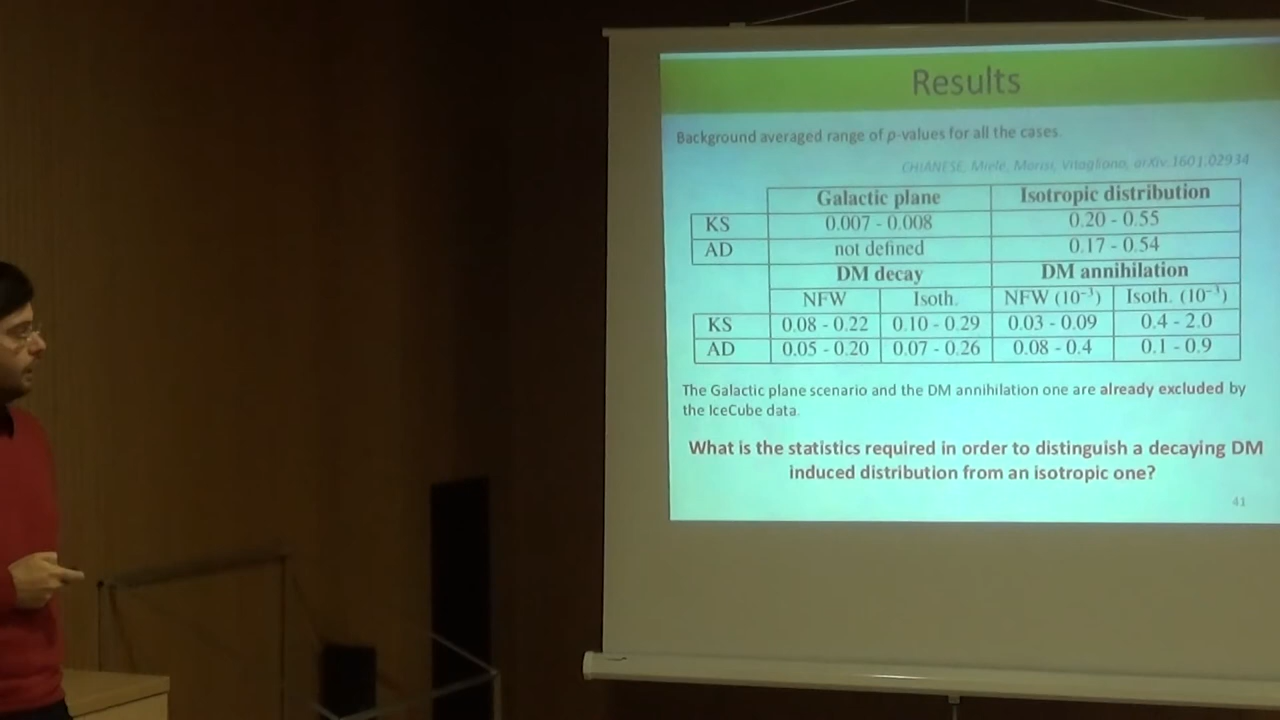 Results
Background averaged range of p-values for all the cases.
CHIANESE, Miele, Morisi, Vitagliano, arXiv:1601.02934
Galactic plane Isotropic distribution
KS 0.007 - 0.008 0.20 - 0.55
AD not defined 0.17 - 0.54
DM decay DM annihilation
NFW Isoth. NFW (10⁻³) Isoth. (10⁻³)
KS 0.08 - 0.22 0.10 - 0.29 0.03 - 0.09 0.4 - 2.0
AD 0.05 - 0.20 0.07 - 0.26 0.08 - 0.4 0.1 - 0.9
The Galactic plane scenario and the DM annihilation one are already excluded by
the IceCube data.
What is the statistics required in order to distinguish a decaying DM
induced distribution from an isotropic one?
41